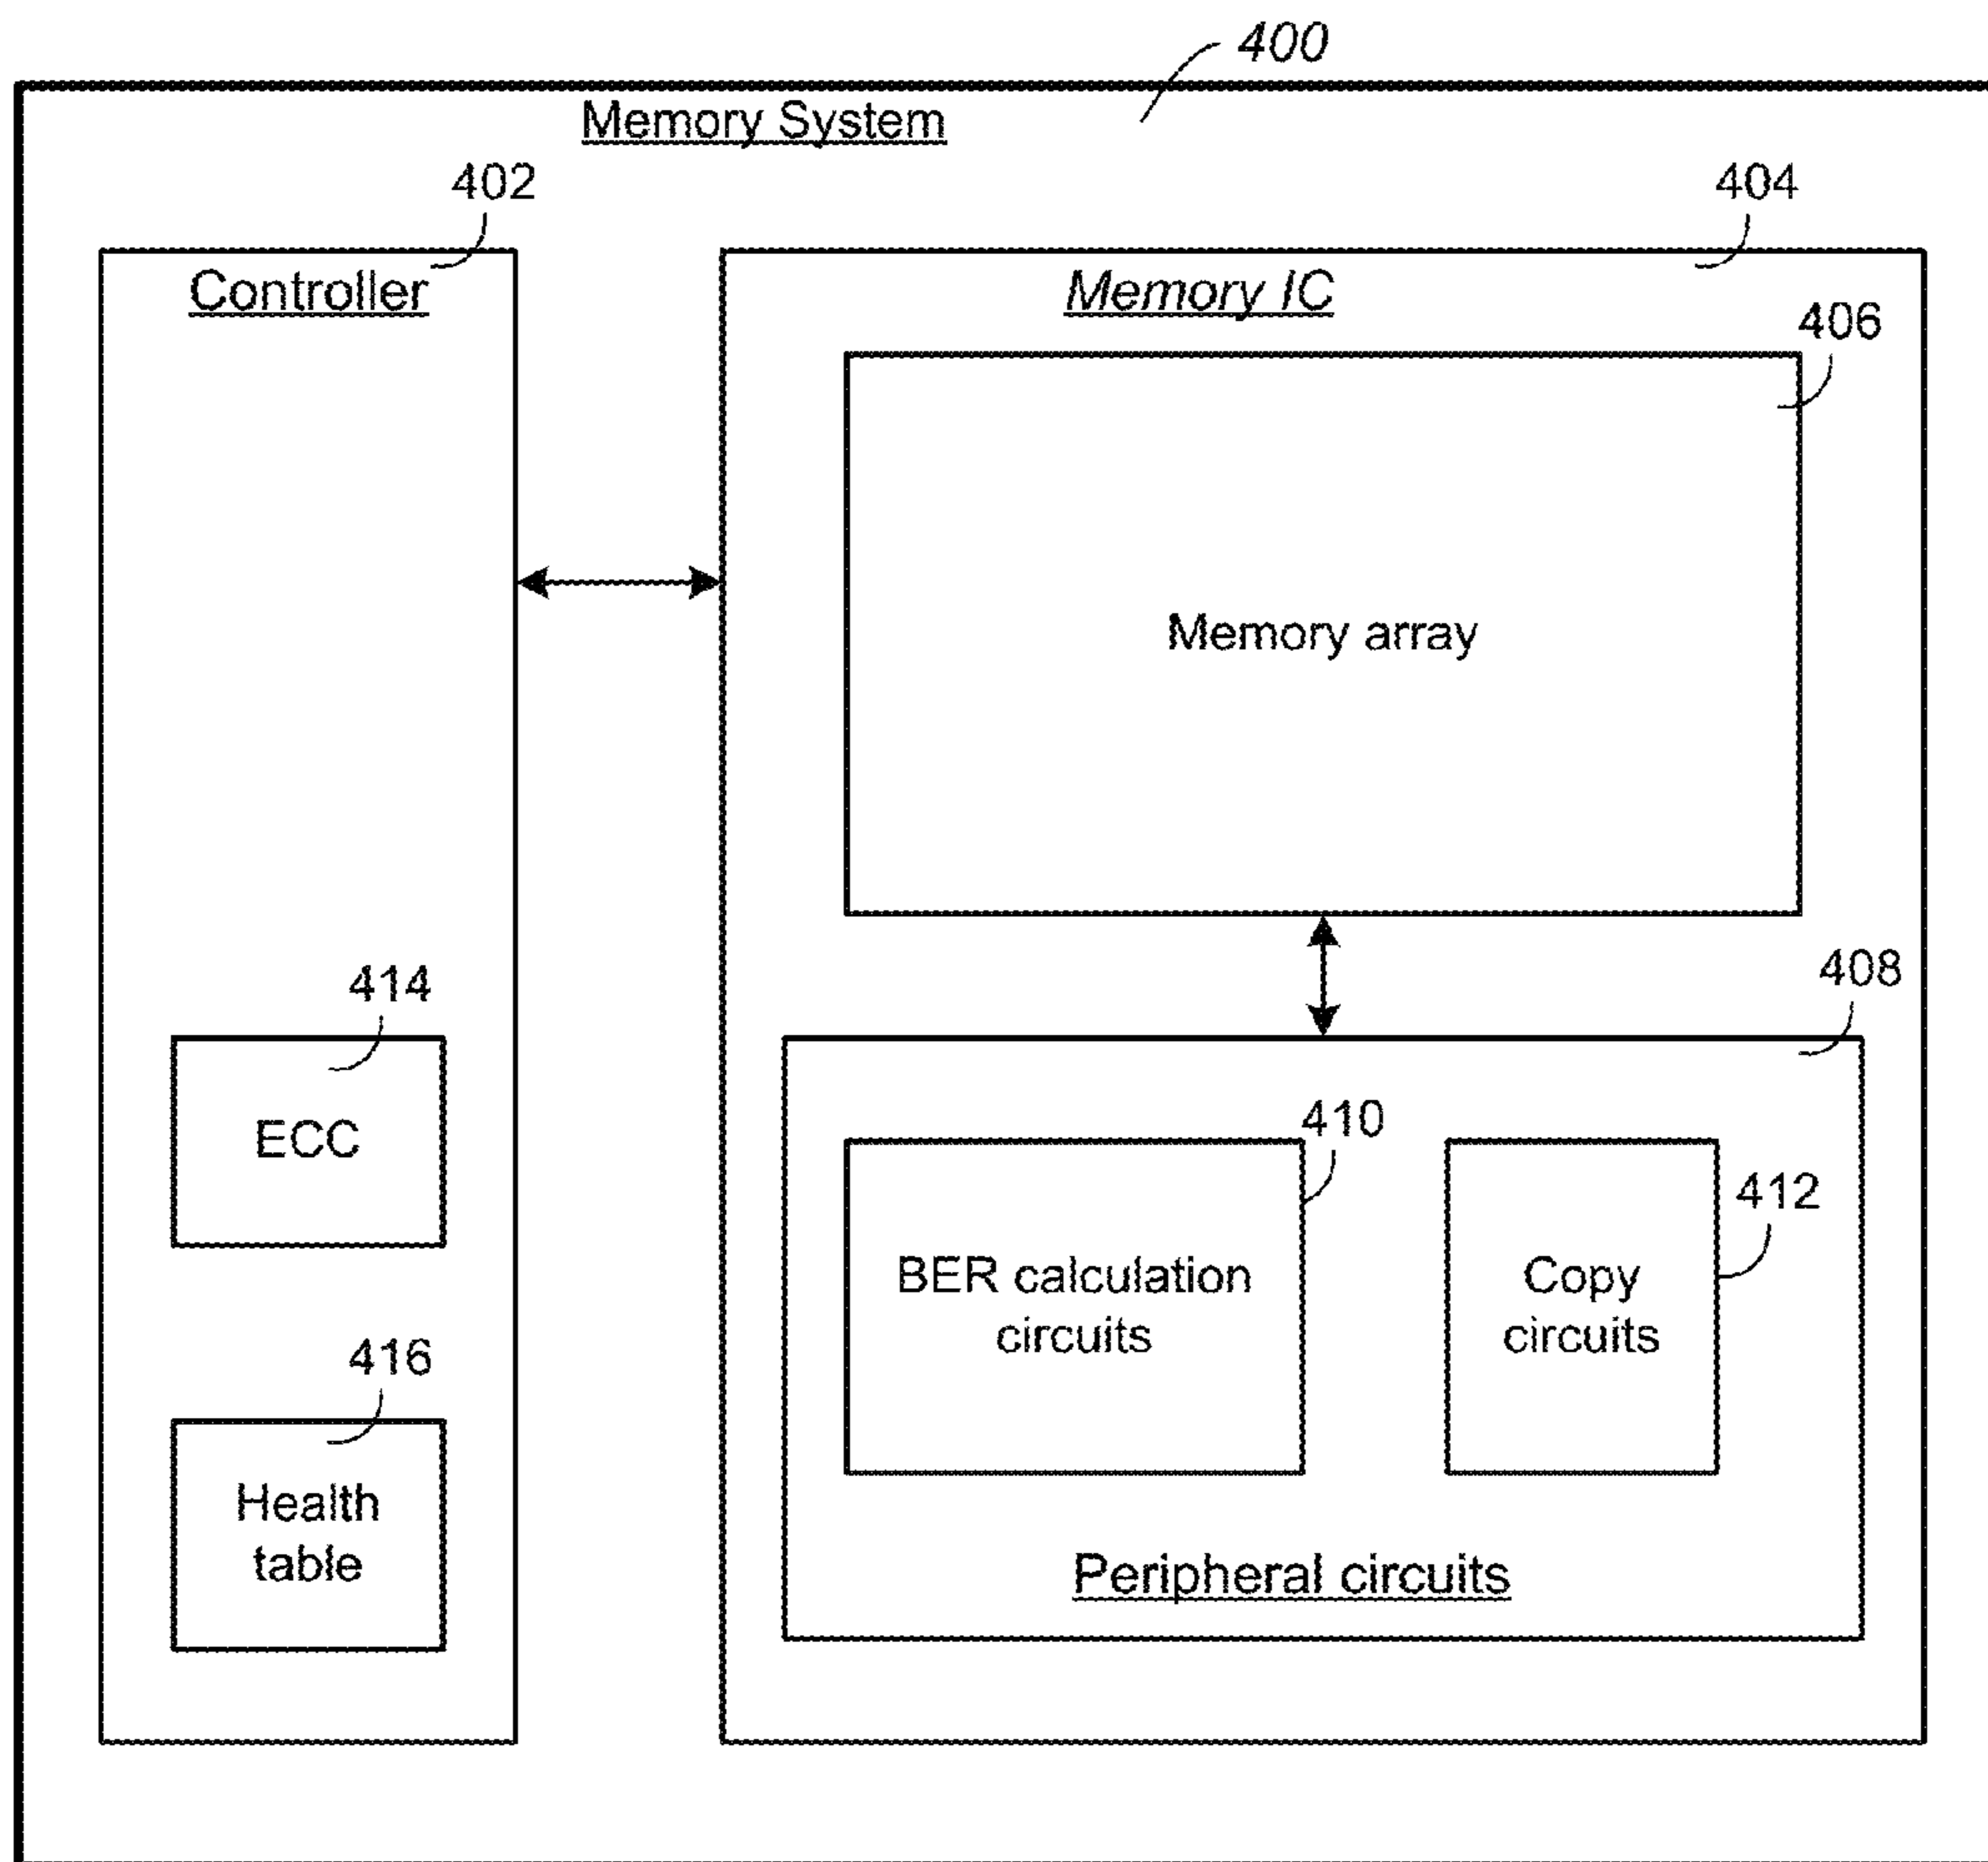 400
Memory System
402
404
Controller
Memory IC
406
Memory array
414
408
ECC
410
412
BER calculation
circuits
Copy
circuits
416
Health
table
Peripheral circuits